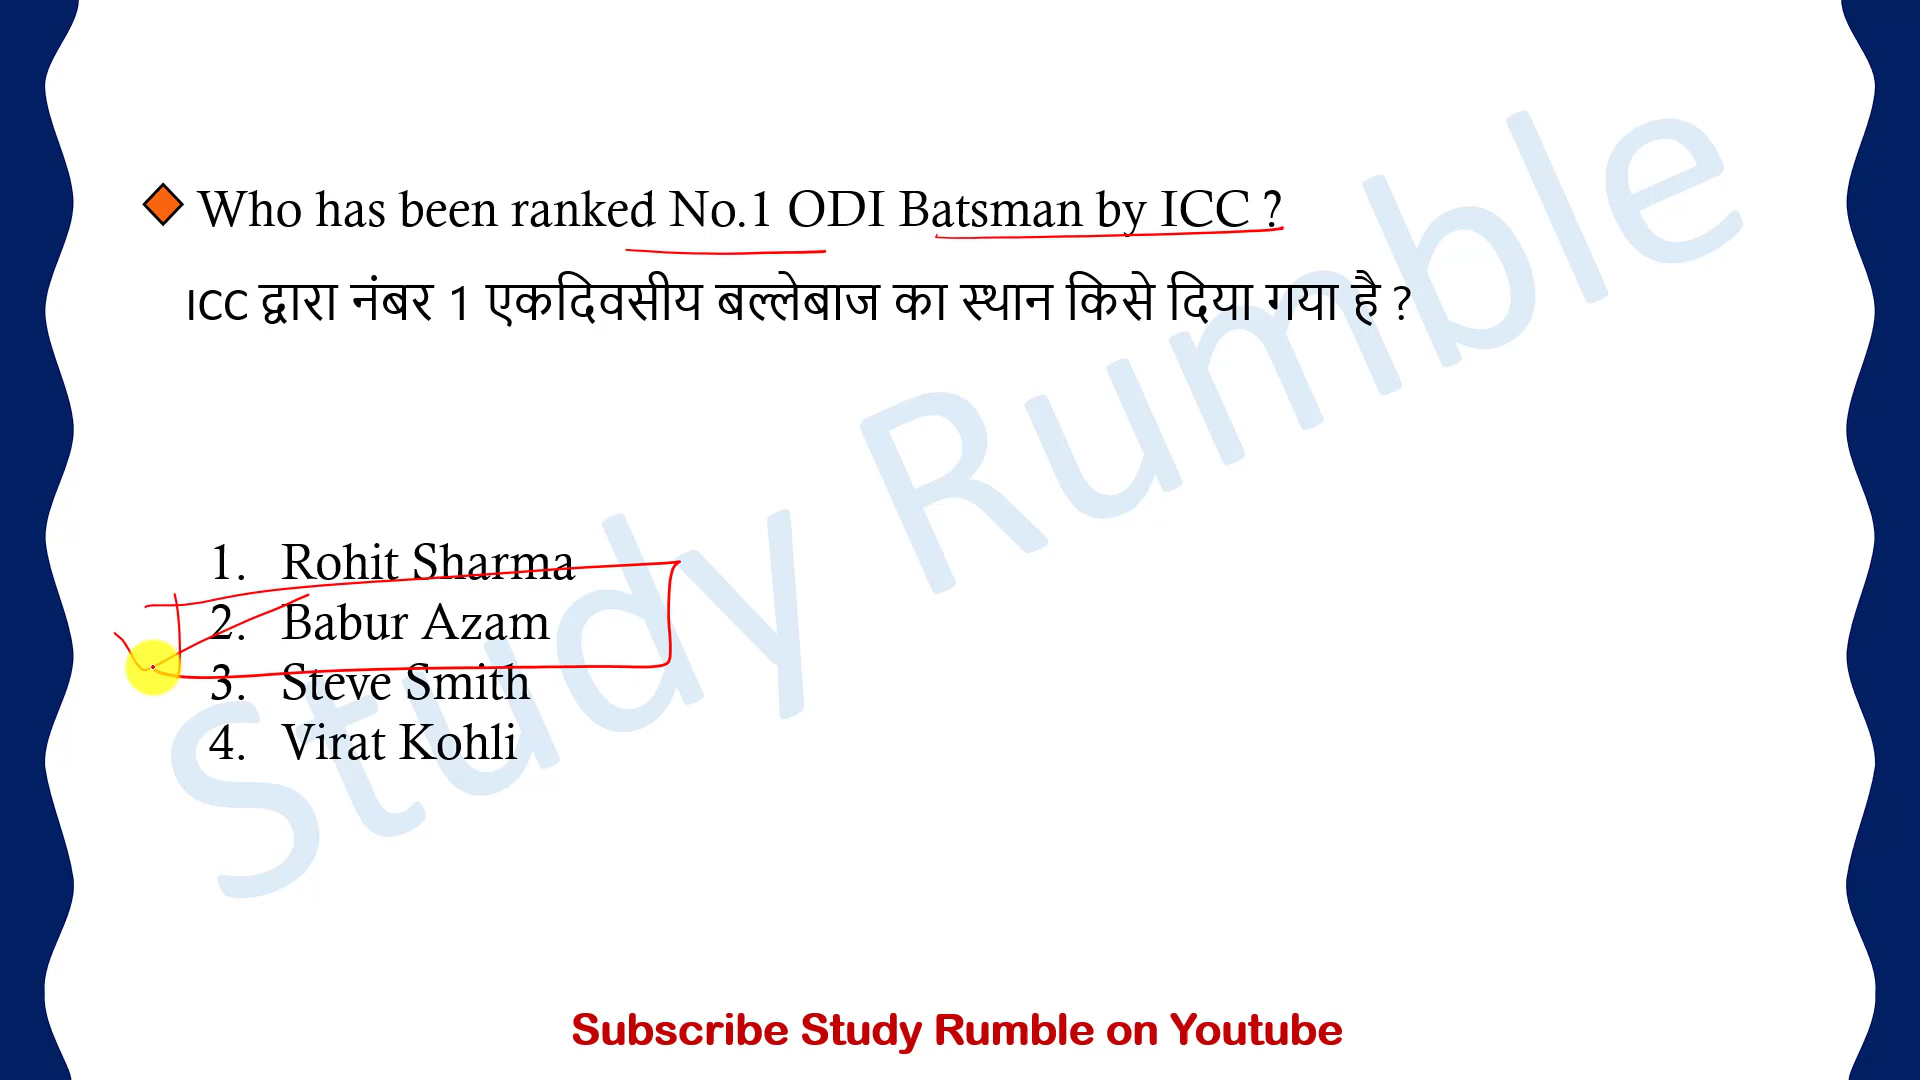 Who has been ranked No.1 ODI Batsman by ICC ?
ICC द्वारा नंबर 1 एकदिवसीय बल्लेबाज का स्थान किसे दिया गया है ?
1. Rohit Sharma
2. Babur Azam
3. Steve Smith
4. Virat Kohli
Study Rumble
Subscribe Study Rumble on Youtube